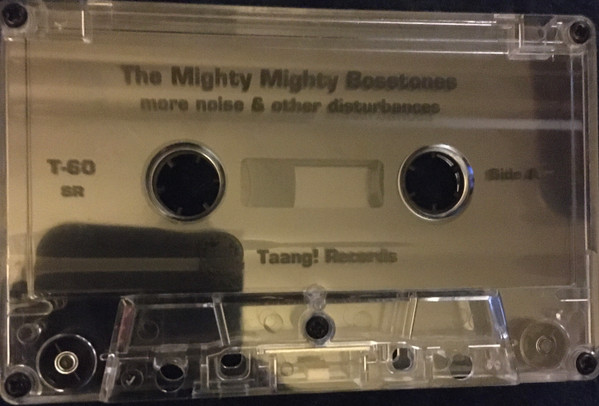 The Mighty Mighty Bosstones
more noise & other disturbances
T-60
SR
Side A
Taang! Records